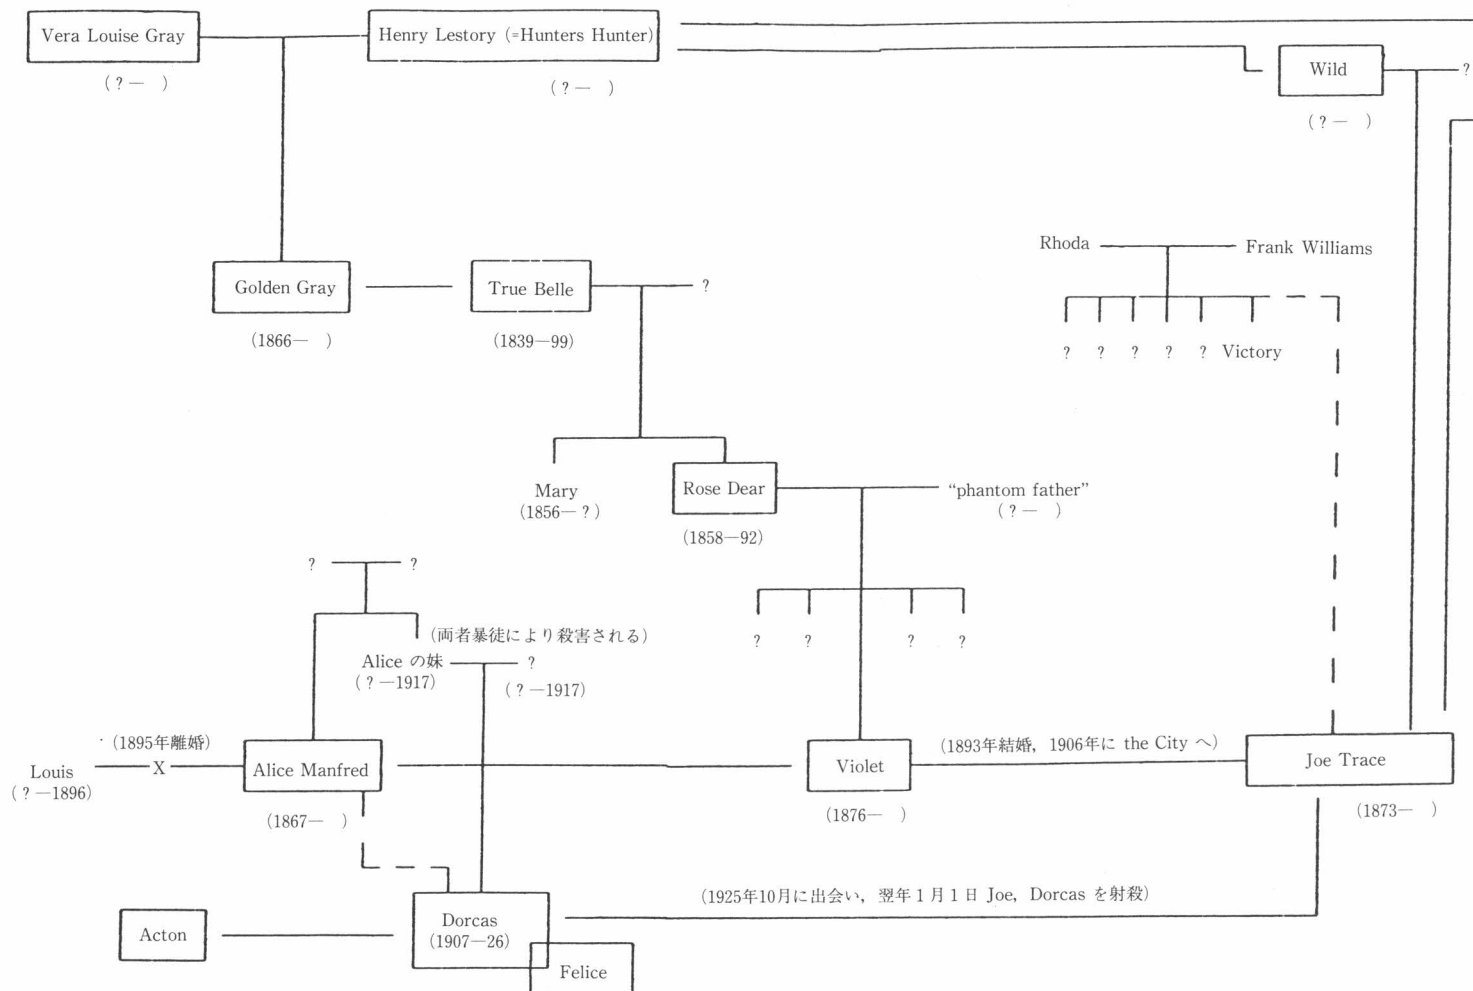 Vera Louise Gray
Henry Lestory (=Hunters Hunter)
Wild
?
(?—　)
(?—　)
(?—　)
Rhoda
Frank Williams
Golden Gray
True Belle
?
(1866—　)
(1839—99)
?　?　?　?　?　Victory
Mary
(1856—?)
Rose Dear
(1858—92)
“phantom father”
(?—　)
?
?
(両者暴徒により殺害される)
?　?　?　?
Alice の妹
(?—1917)
?
(?—1917)
(1895年離婚)
Louis
(?—1896)
X
Alice Manfred
(1867—　)
Violet
(1876—　)
(1893年結婚，1906年に the City へ)
Joe Trace
(1873—　)
(1925年10月に出会い，翌年1月1日 Joe, Dorcas を射殺)
Acton
Dorcas
(1907—26)
Felice